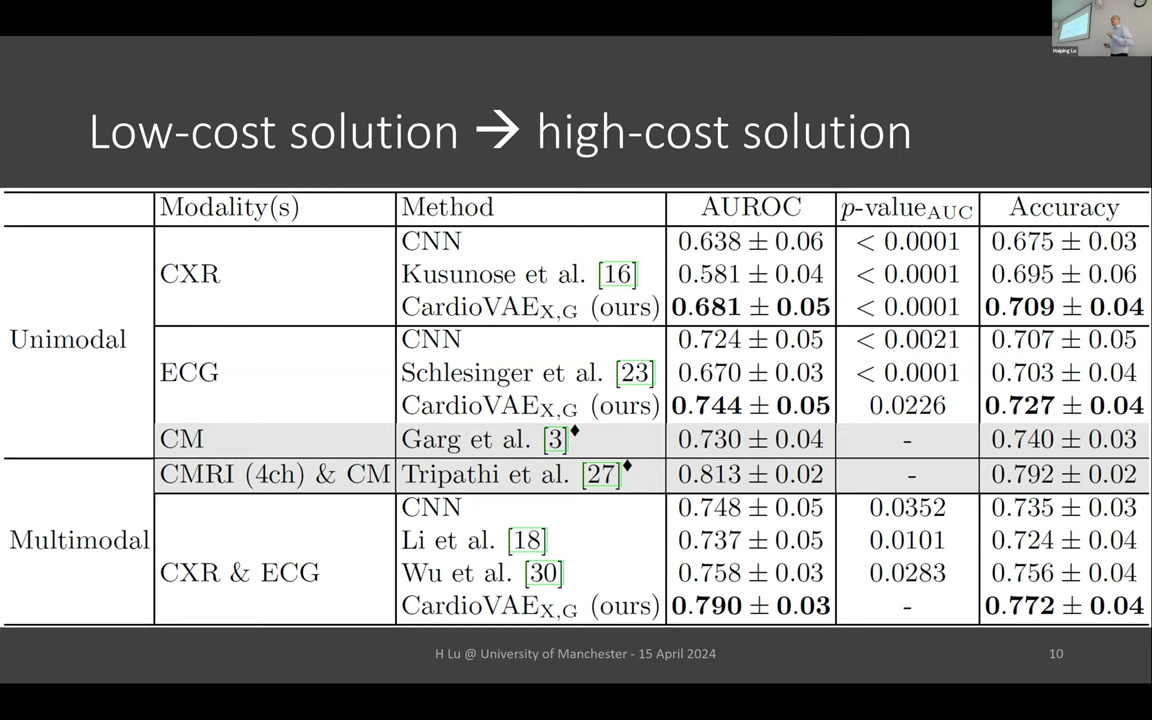 Haiping Lu
Low-cost solution → high-cost solution
Modality(s) Method AUROC p-valueAUC Accuracy
CNN 0.638 ± 0.06 < 0.0001 0.675 ± 0.03
CXR Kusunose et al. [16] 0.581 ± 0.04 < 0.0001 0.695 ± 0.06
CardioVAEX,G (ours) 0.681 ± 0.05 < 0.0001 0.709 ± 0.04
Unimodal CNN 0.724 ± 0.05 < 0.0021 0.707 ± 0.05
ECG Schlesinger et al. [23] 0.670 ± 0.03 < 0.0001 0.703 ± 0.04
CardioVAEX,G (ours) 0.744 ± 0.05 0.0226 0.727 ± 0.04
CM Garg et al. [3]♦ 0.730 ± 0.04 - 0.740 ± 0.03
CMRI (4ch) & CM Tripathi et al. [27]♦ 0.813 ± 0.02 - 0.792 ± 0.02
CNN 0.748 ± 0.05 0.0352 0.735 ± 0.03
Multimodal Li et al. [18] 0.737 ± 0.05 0.0101 0.724 ± 0.04
CXR & ECG Wu et al. [30] 0.758 ± 0.03 0.0283 0.756 ± 0.04
CardioVAEX,G (ours) 0.790 ± 0.03 - 0.772 ± 0.04
H Lu @ University of Manchester - 15 April 2024 10